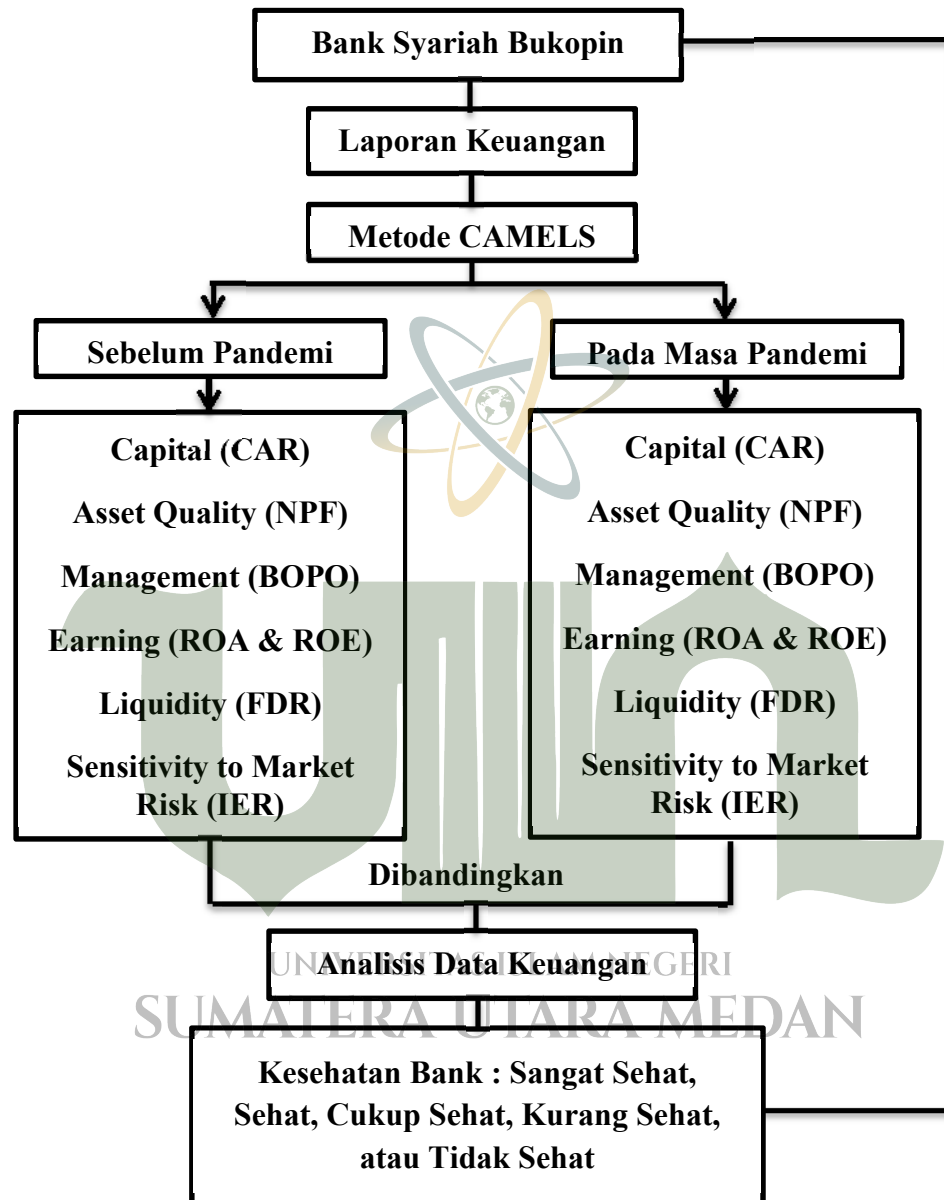 Bank Syariah Bukopin
Laporan Keuangan
Metode CAMELS
Sebelum Pandemi
Pada Masa Pandemi
Capital (CAR)
Asset Quality (NPF)
Management (BOPO)
Earning (ROA & ROE)
Liquidity (FDR)
Sensitivity to Market
Risk (IER)
Capital (CAR)
Asset Quality (NPF)
Management (BOPO)
Earning (ROA & ROE)
Liquidity (FDR)
Sensitivity to Market
Risk (IER)
Dibandingkan
Analisis Data Keuangan
UNIVERSITAS ISLAM NEGERI
SUMATERA UTARA MEDAN
Kesehatan Bank : Sangat Sehat,
Sehat, Cukup Sehat, Kurang Sehat,
atau Tidak Sehat